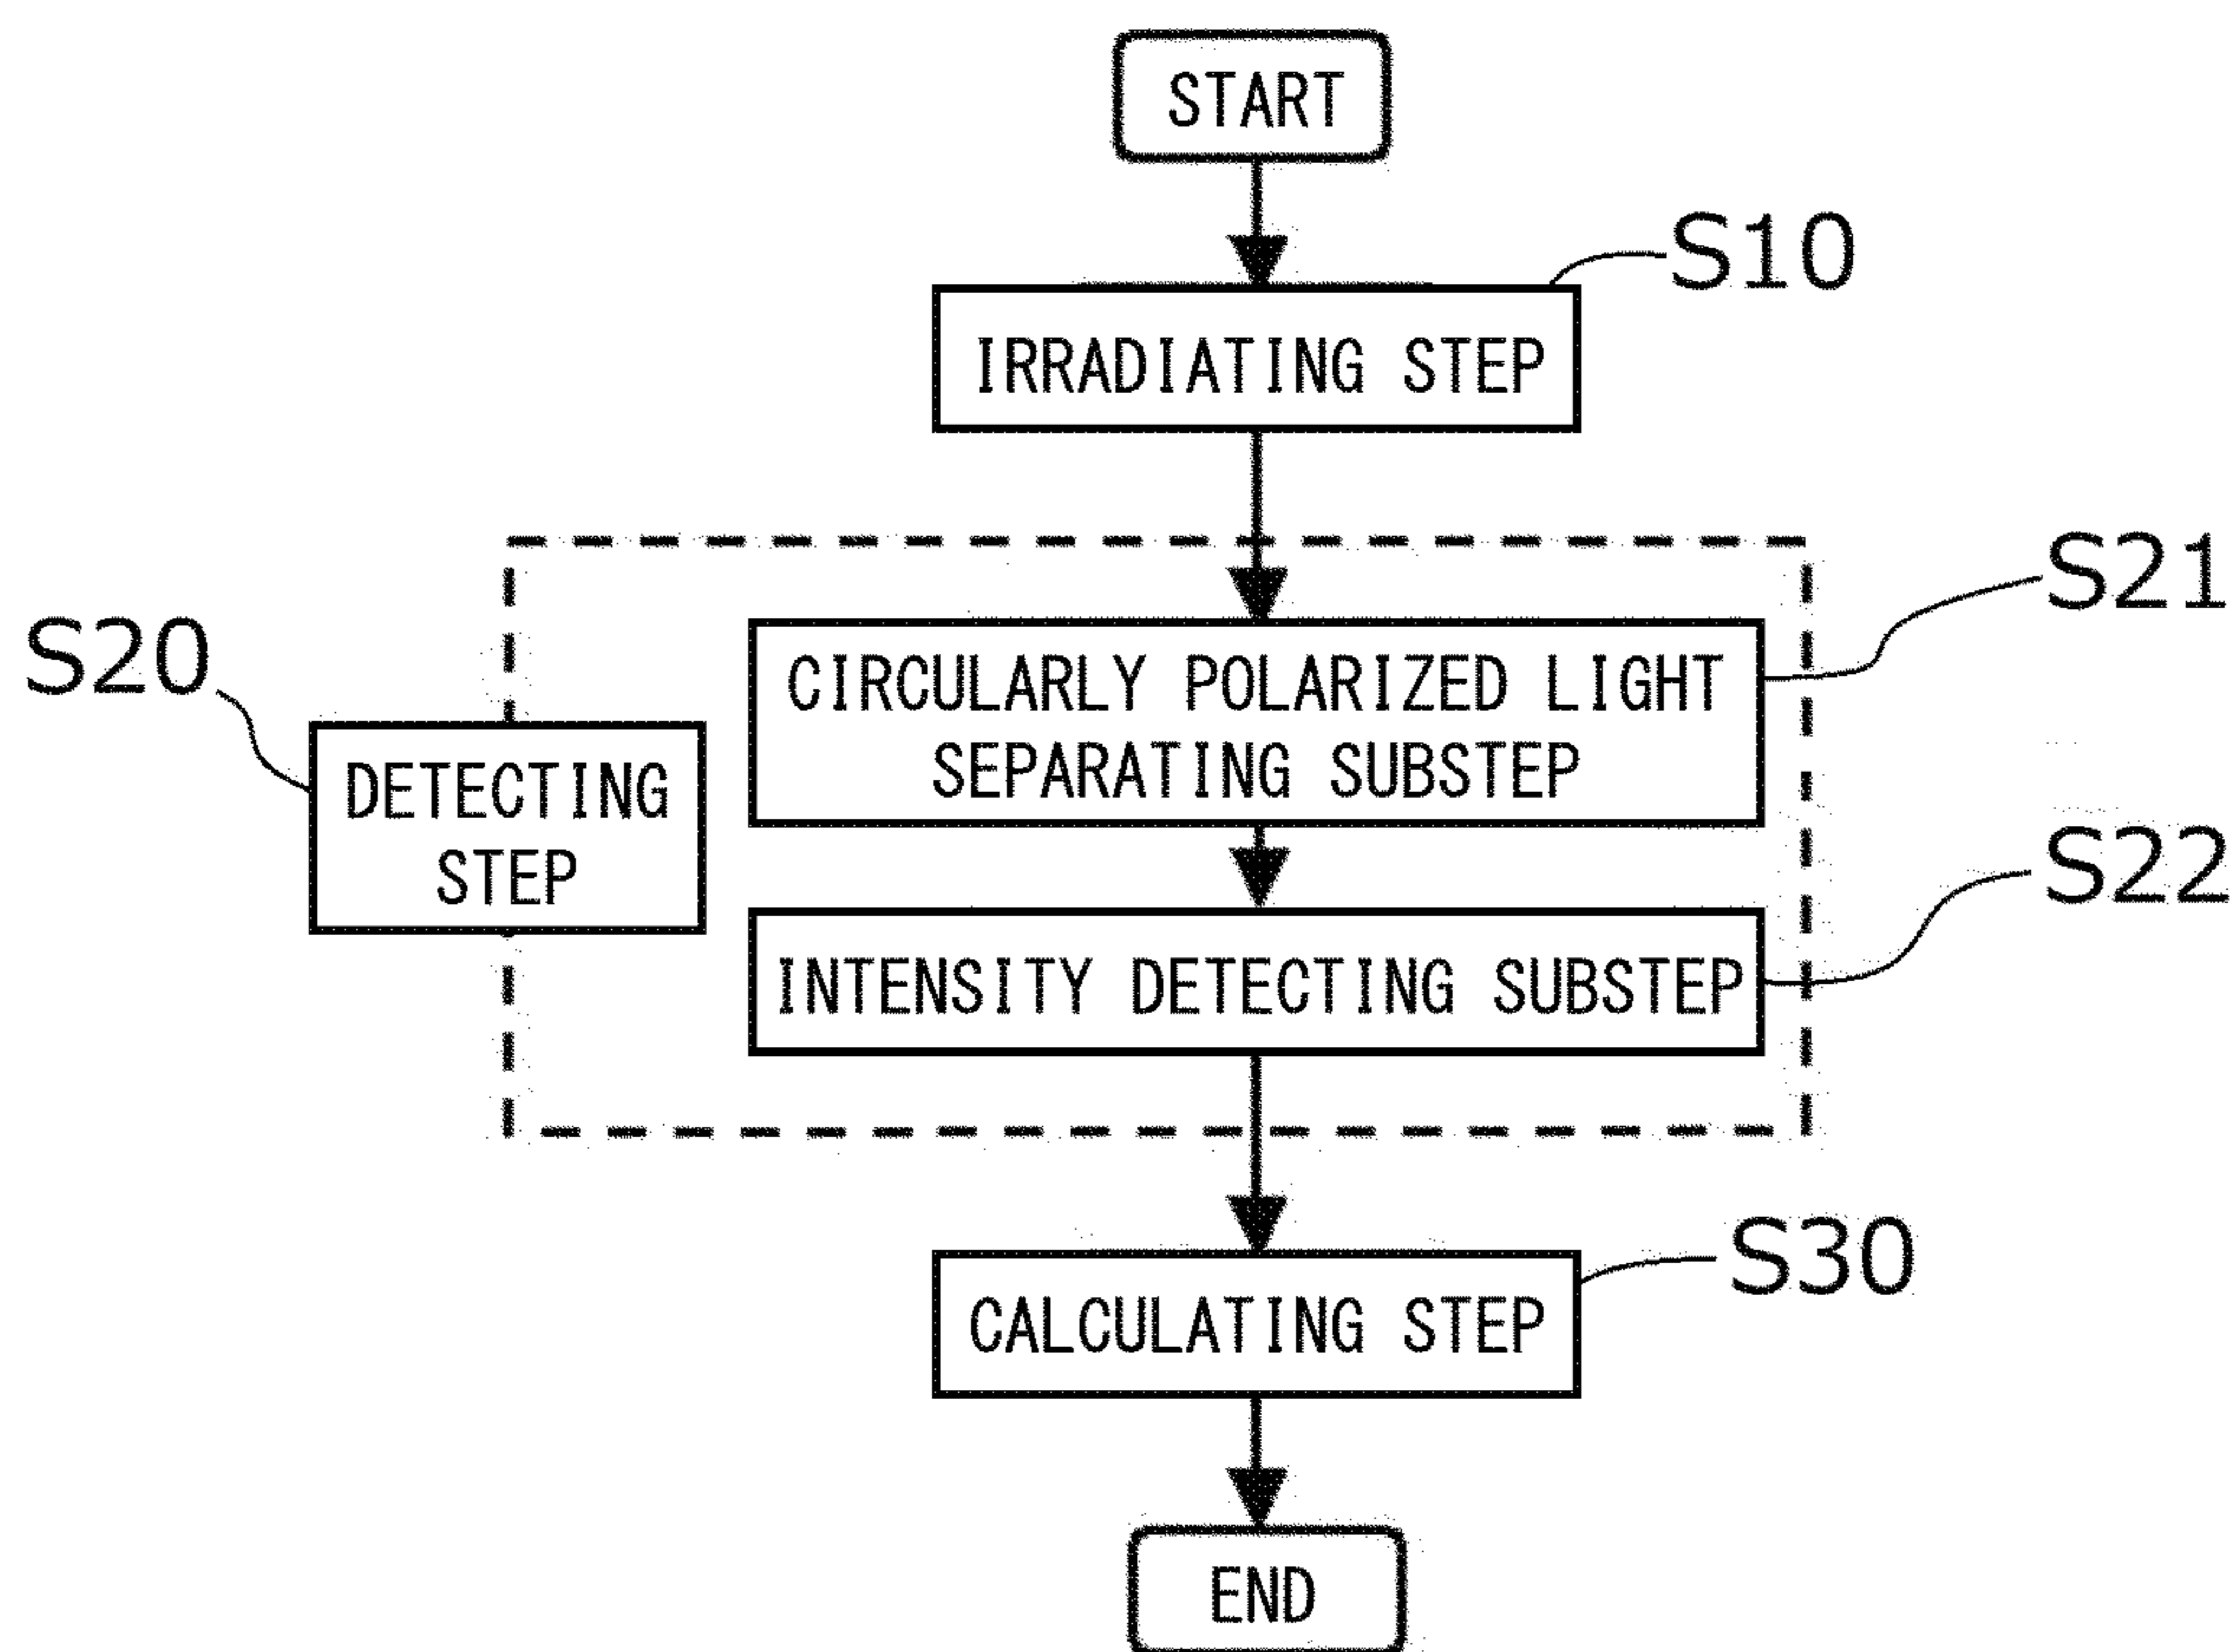 START
S10
IRRADIATING STEP
S21
S20
CIRCULARLY POLARIZED LIGHT
SEPARATING SUBSTEP
DETECTING
STEP
S22
INTENSITY DETECTING SUBSTEP
S30
CALCULATING STEP
END